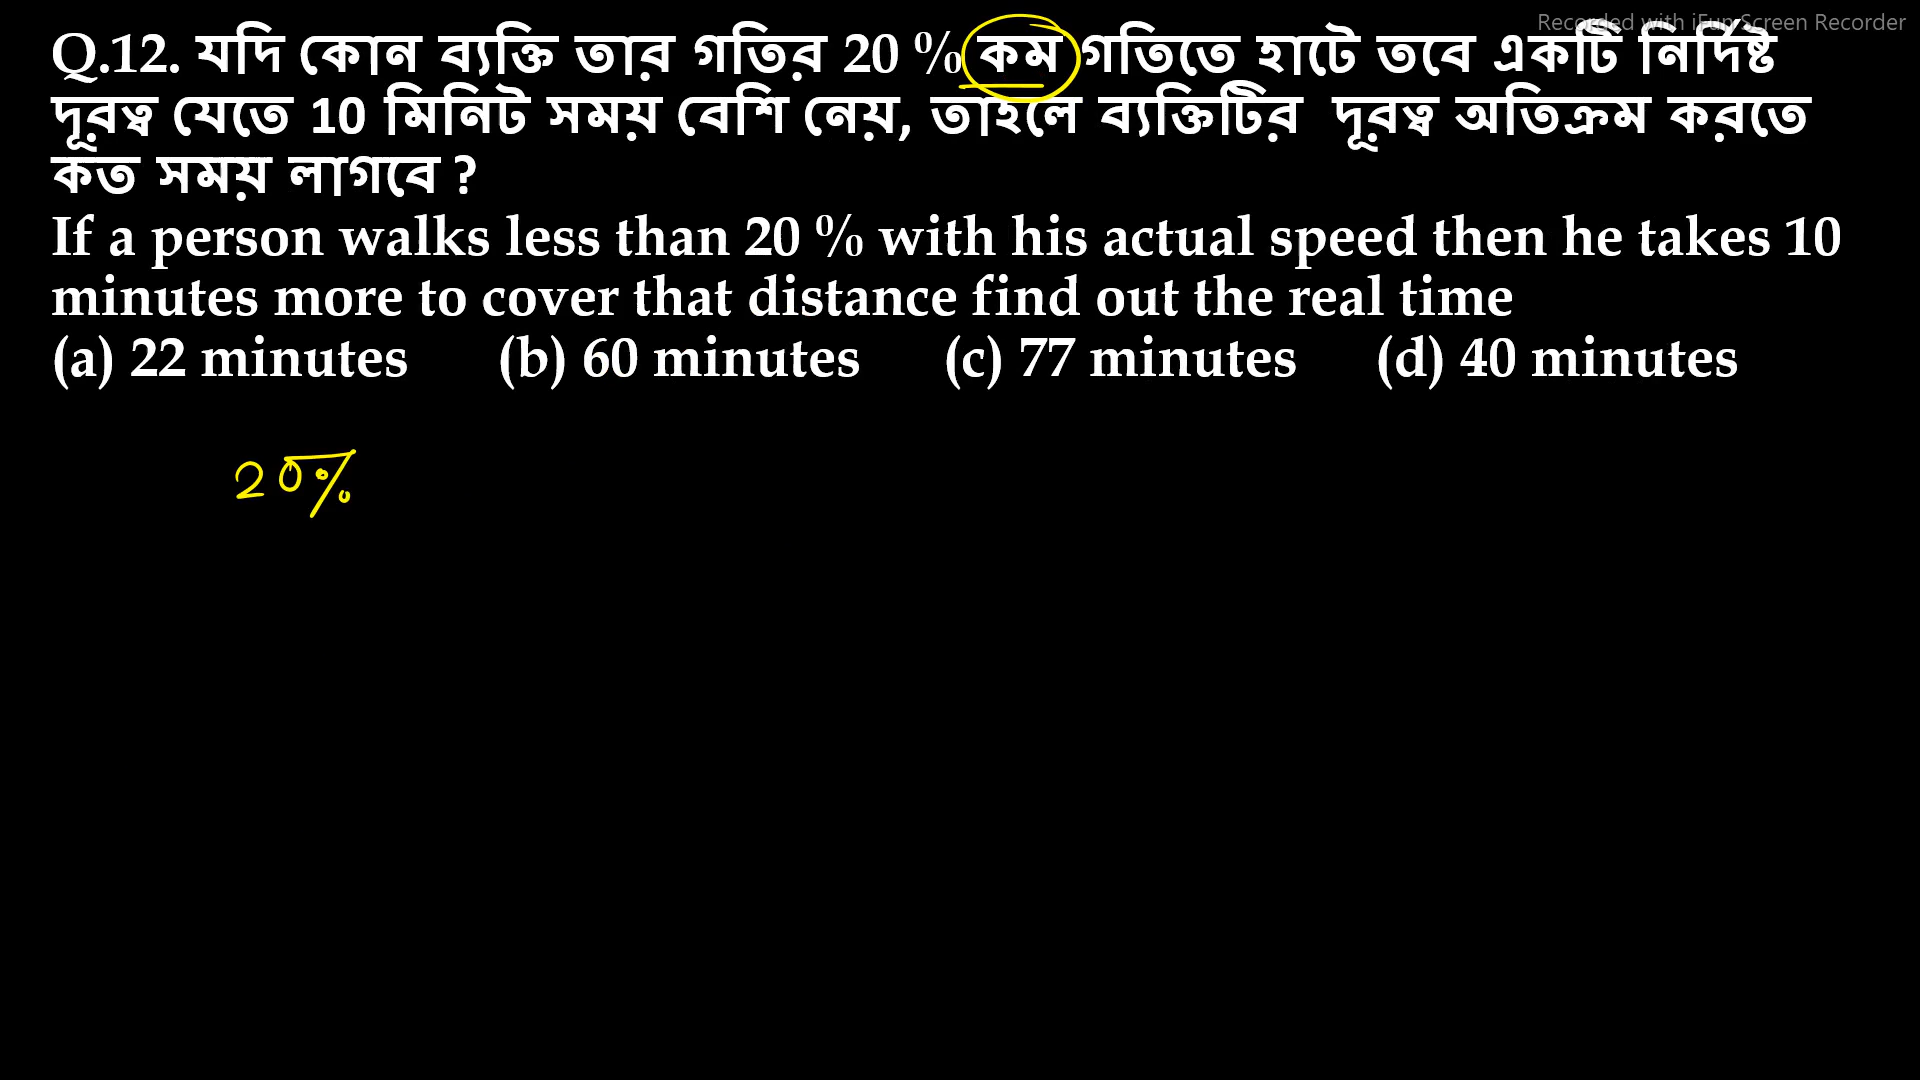 Recorded with iFun Screen Recorder
Q.12. যদি কোন ব্যক্তি তার গতির 20 % কম গতিতে হাটে তবে একটি নির্দিষ্ট
দূরত্ব যেতে 10 মিনিট সময় বেশি নেয়, তাহলে ব্যক্তিটির দূরত্ব অতিক্রম করতে
কত সময় লাগবে ?
If a person walks less than 20 % with his actual speed then he takes 10
minutes more to cover that distance find out the real time
(a) 22 minutes (b) 60 minutes (c) 77 minutes (d) 40 minutes
20%